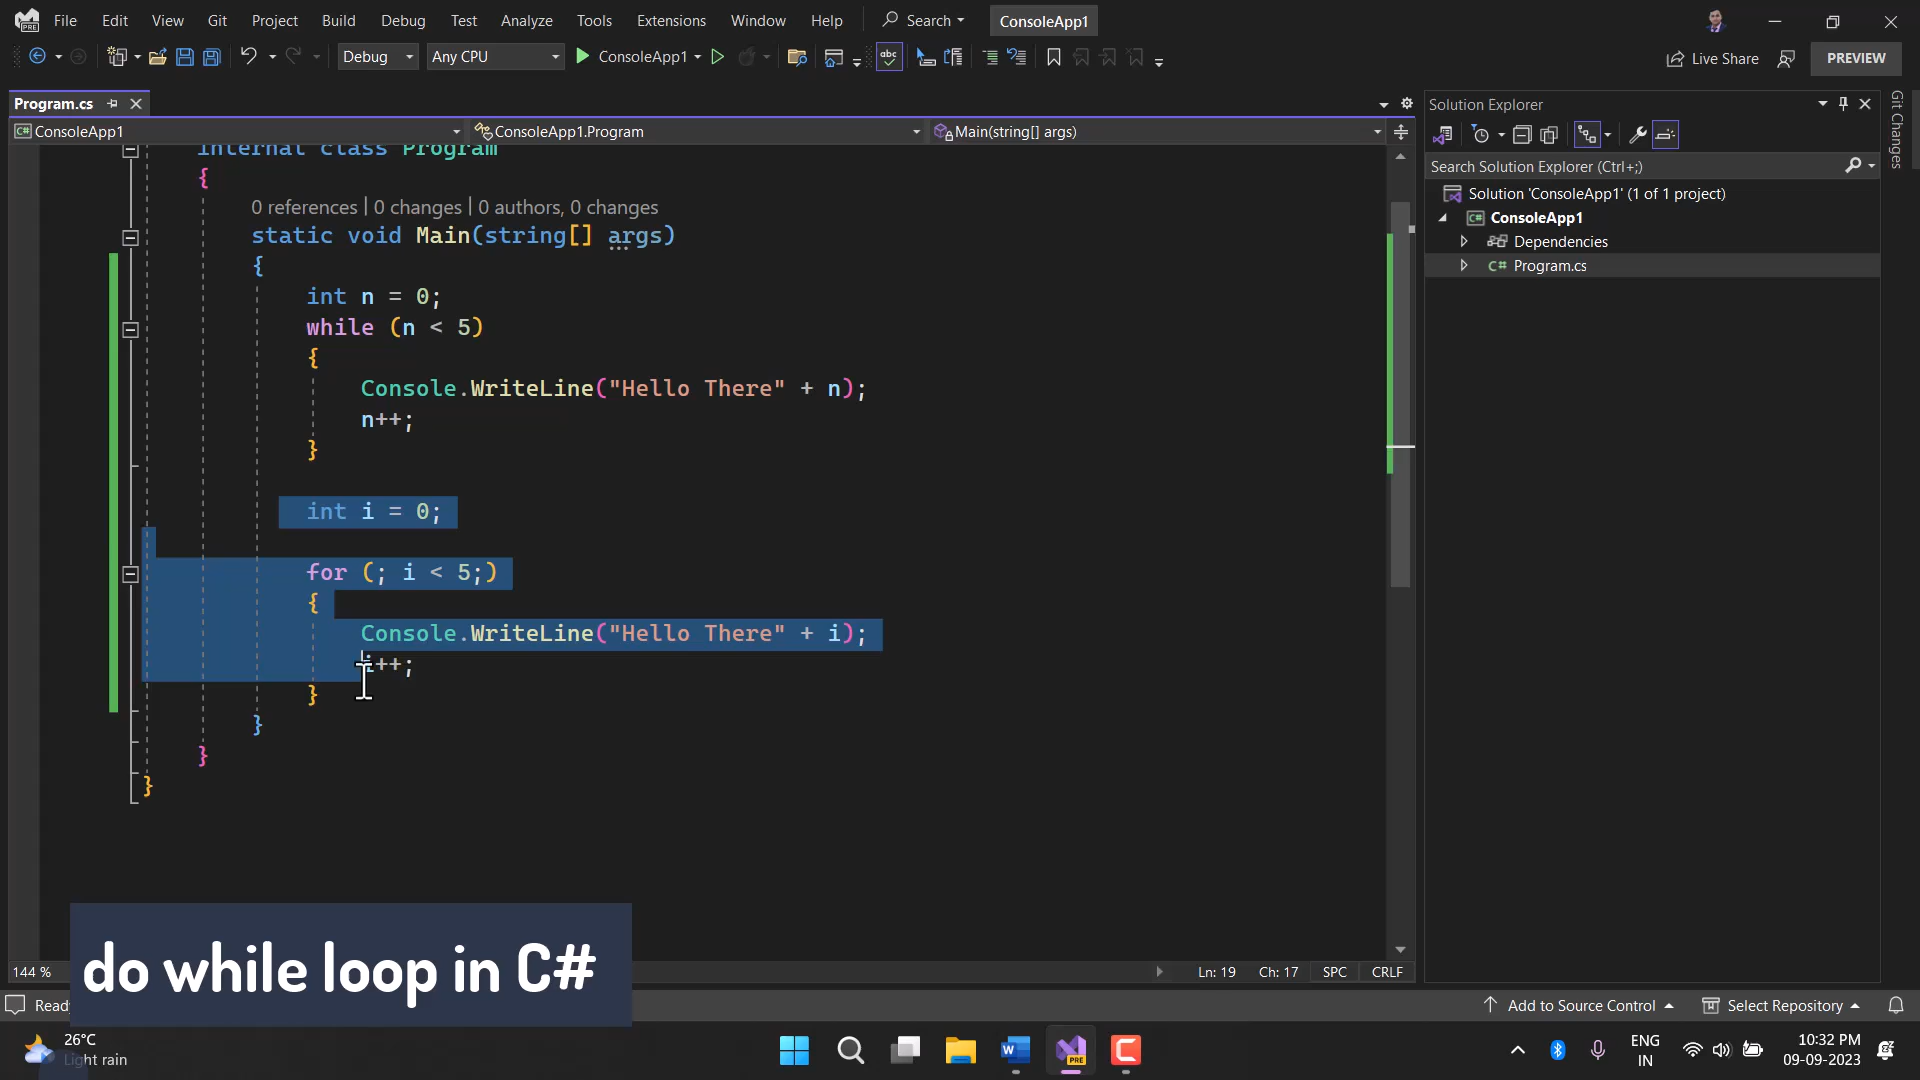 File Edit View Git Project Build Debug Test Analyze Tools Extensions Window Help Search ConsoleApp1
Debug Any CPU ConsoleApp1 Live Share PREVIEW
Program.cs
ConsoleApp1 ConsoleApp1.Program Main(string[] args)
internal class Program
{
0 references | 0 changes | 0 authors, 0 changes
static void Main(string[] args)
{
int n = 0;
while (n < 5)
{
Console.WriteLine("Hello There" + n);
n++;
}
int i = 0;
for (; i < 5;)
{
Console.WriteLine("Hello There" + i);
i++;
}
}
}
}
Solution Explorer
Search Solution Explorer (Ctrl+;)
Solution 'ConsoleApp1' (1 of 1 project)
ConsoleApp1
Dependencies
C# Program.cs
Git Changes
do while loop in C#
144 % Ln: 19 Ch: 17 SPC CRLF
Ready Add to Source Control Select Repository
26°C
Light rain
ENG
IN
10:32 PM
09-09-2023